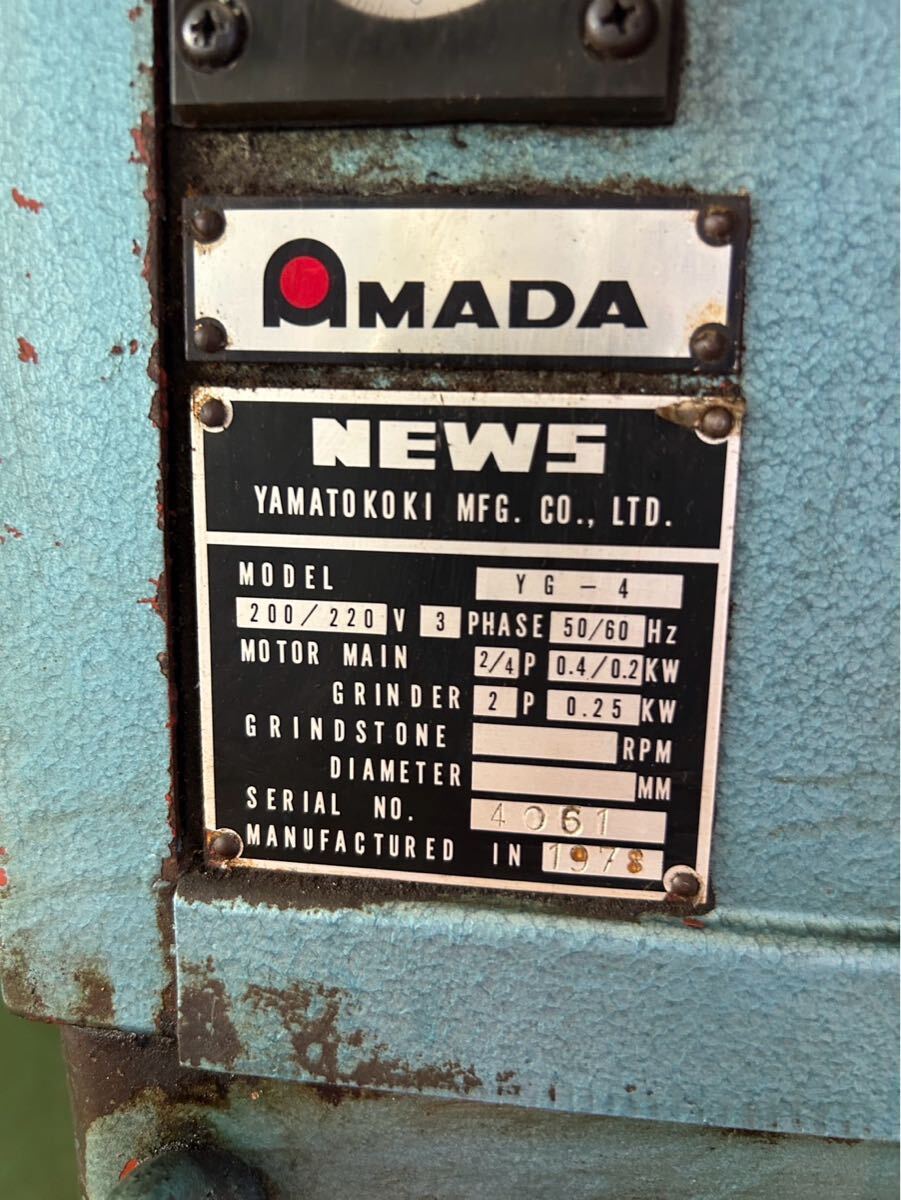 AMADA
NEWS
YAMATOKOKI MFG. CO., LTD.
MODEL YG-4
200/220 V 3 PHASE 50/60 Hz
MOTOR MAIN 2/4 P 0.4/0.2 KW
GRINDER 2 P 0.25 KW
GRINDSTONE RPM
DIAMETER MM
SERIAL NO. 4061
MANUFACTURED IN 1978